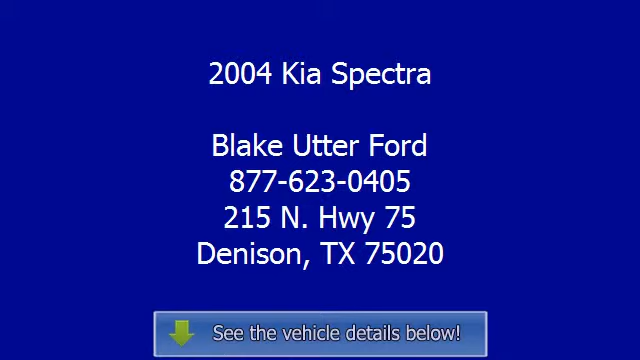 2004 Kia Spectra
Blake Utter Ford
877-623-0405
215 N. Hwy 75
Denison, TX 75020
See the vehicle details below!